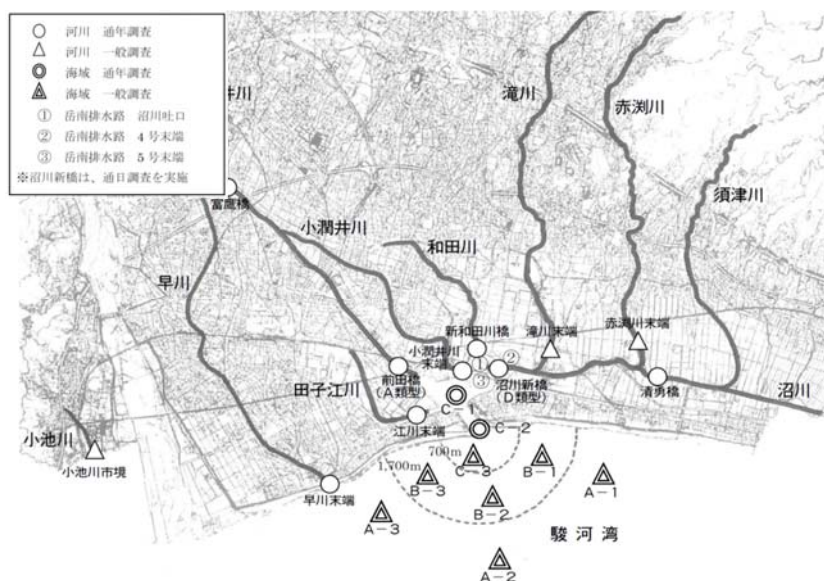 河川 通年調査
河川 一般調査
海域 通年調査
海域 一般調査
① 岳南排水路 沼川吐口
② 岳南排水路 4号末端
③ 岳南排水路 5号末端
※沼川新橋は、通日調査を実施
井川
滝川
赤渕川
須津川
富鷹橋
小潤井川
和田川
早川
新和田川橋
滝川末端
赤渕川末端
小潤井川
末端
①
②
③
前田橋
(A類型)
沼川新橋
(D類型)
清勇橋
沼川
田子江川
江川末端
C-1
C-2
小池川
小池川市境
700m
1,700m
C-3
B-1
A-1
B-3
B-2
早川末端
A-3
駿河湾
A-2